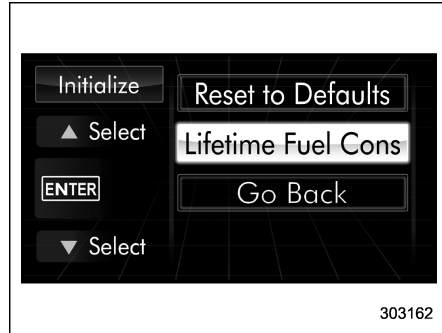 Initialize
▲ Select
ENTER
▼ Select
Reset to Defaults
Lifetime Fuel Cons
Go Back
303162